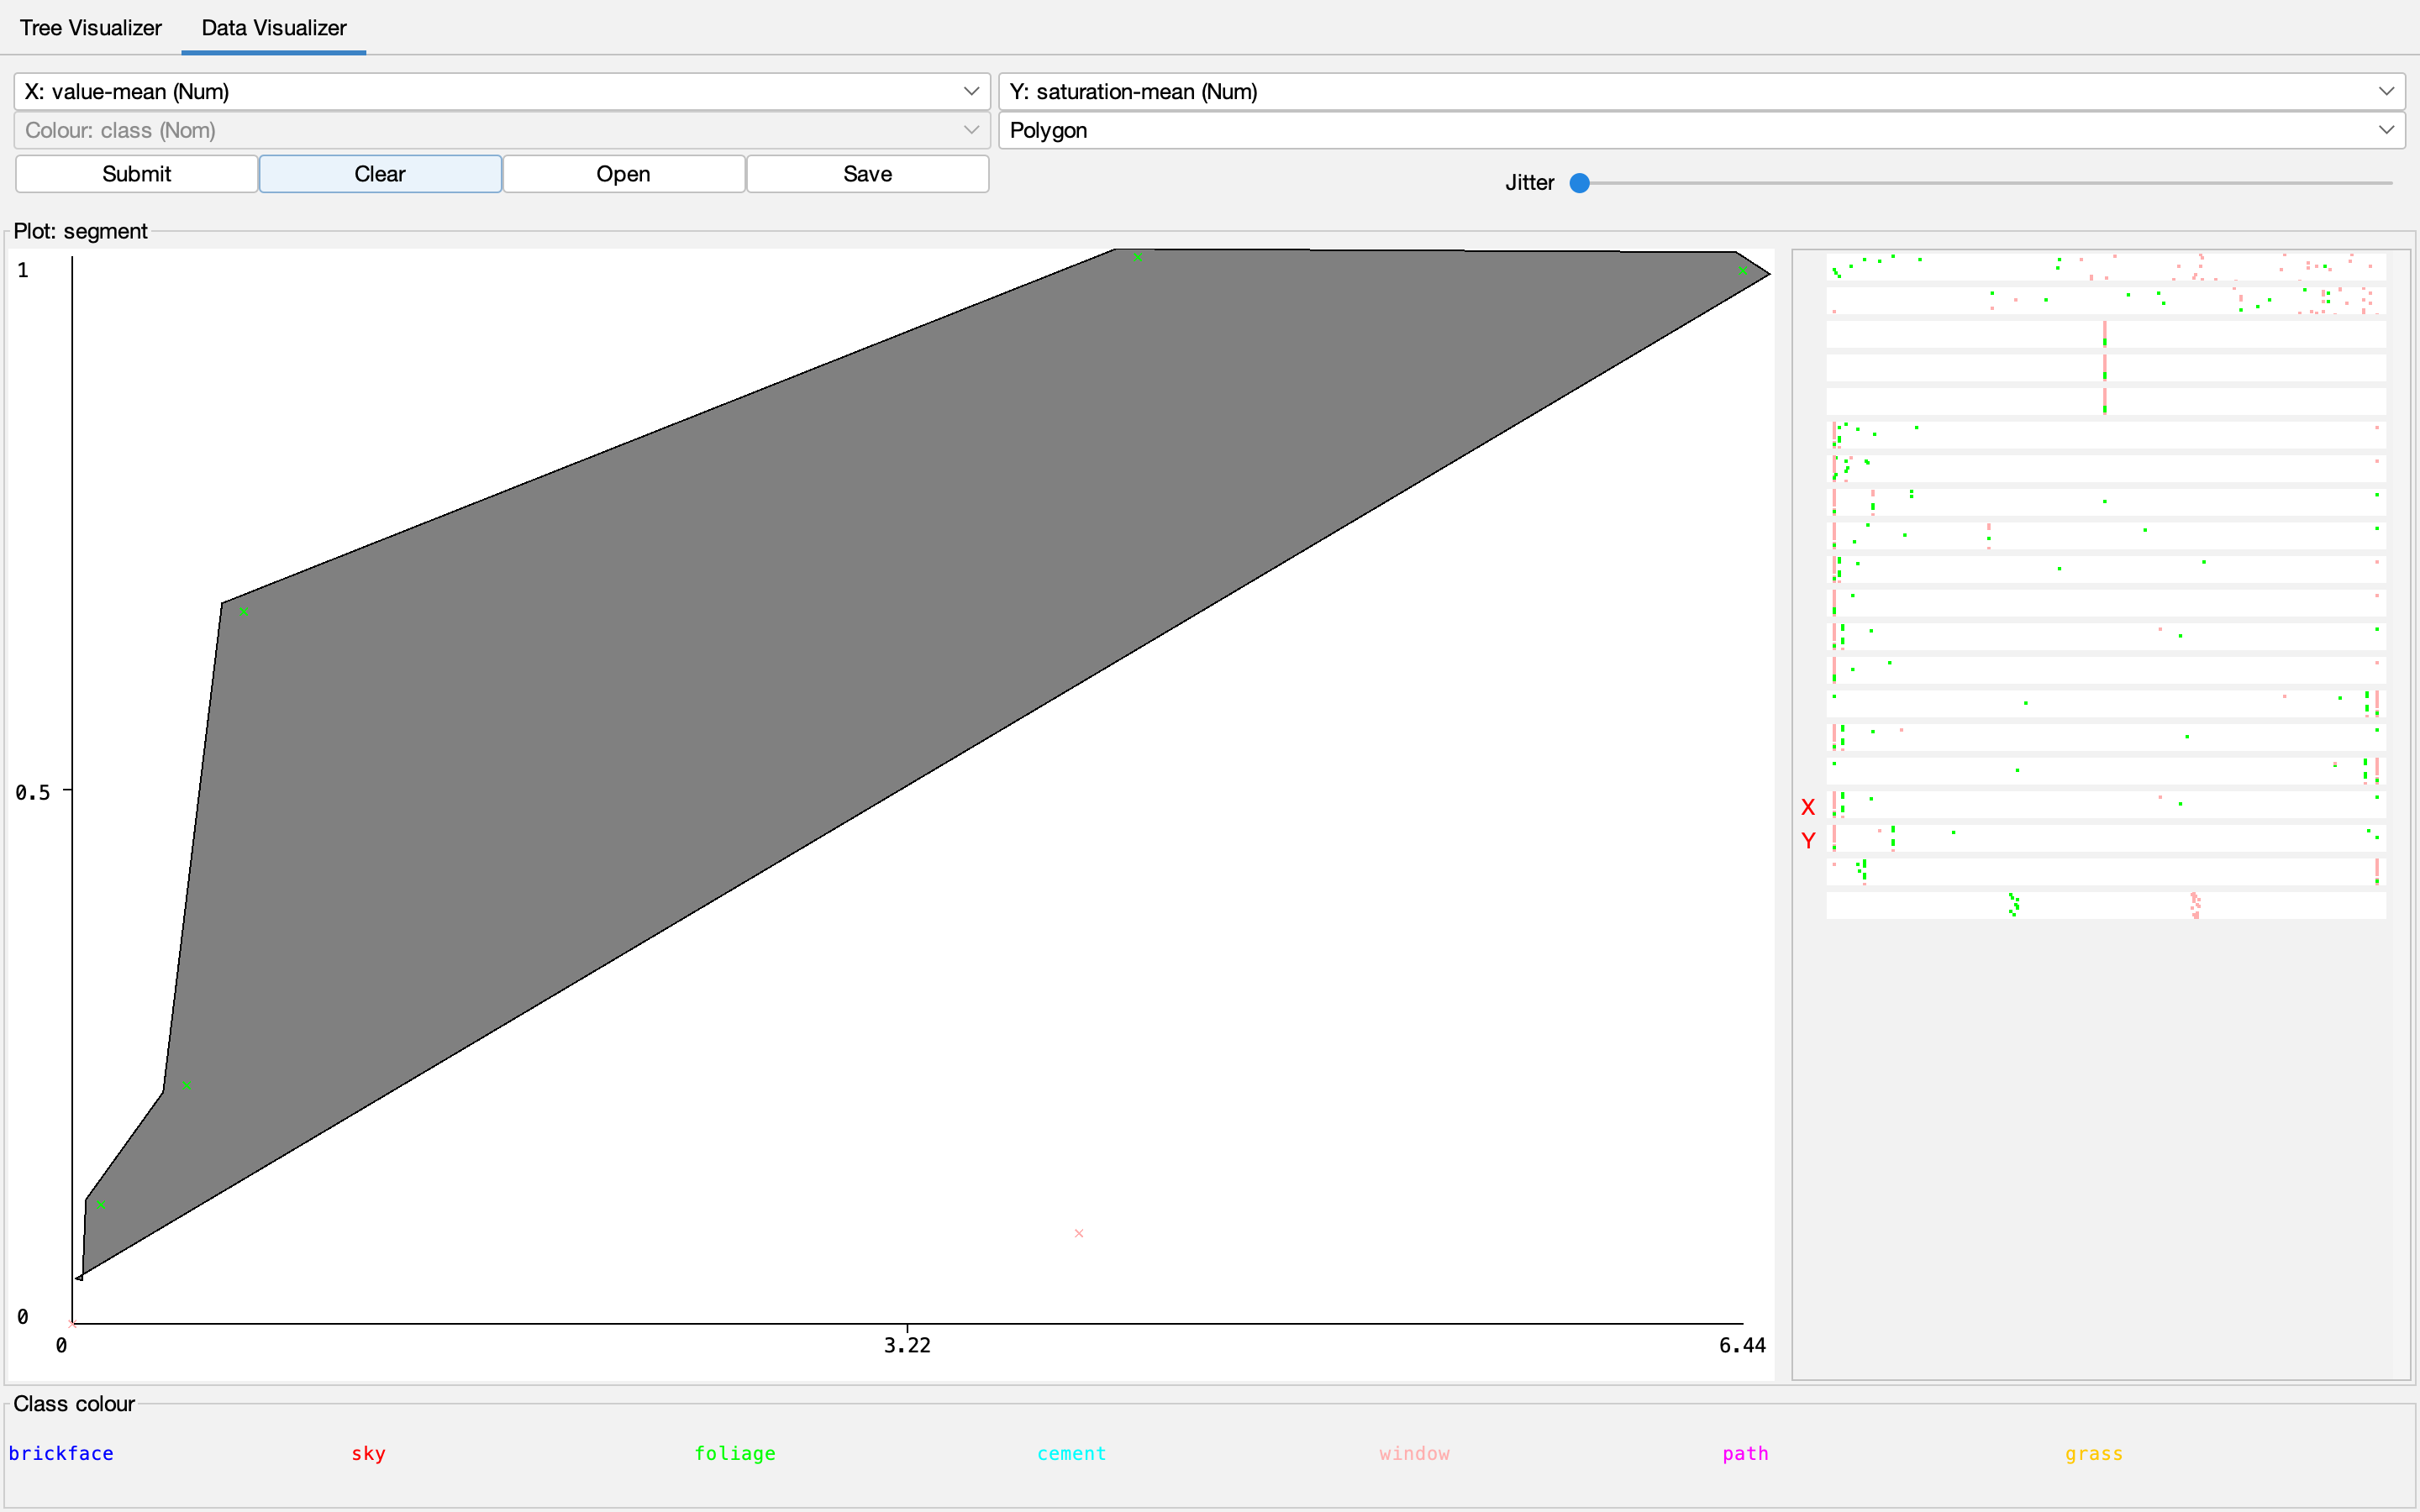 Tree Visualizer Data Visualizer
X: value-mean (Num) Y: saturation-mean (Num)
Colour: class (Nom) Polygon
Submit Clear Open Save Jitter
Plot: segment
1
0.5
0
0 3.22 6.44
X
Y
Class colour
brickface sky foliage cement window path grass